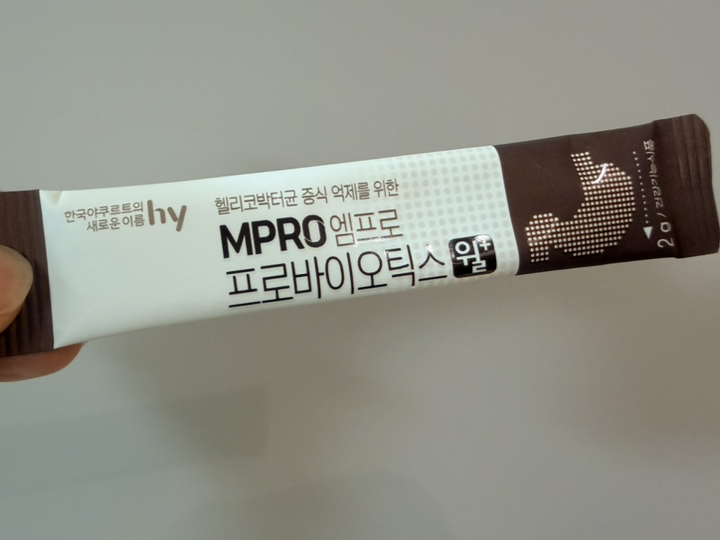 한국야쿠르트의
새로운 이름 hy
헬리코박터균 증식 억제를 위한
MPRO 엠프로
프로바이오틱스 윌+
2g / 건강기능식품